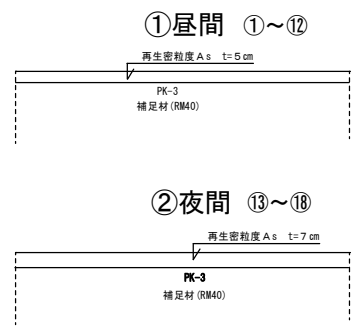 ①昼間 ①～⑫
再生密粒度As t=5cm
PK-3
補足材(RM40)
②夜間 ⑬～⑱
再生密粒度As t=7cm
PK-3
補足材(RM40)